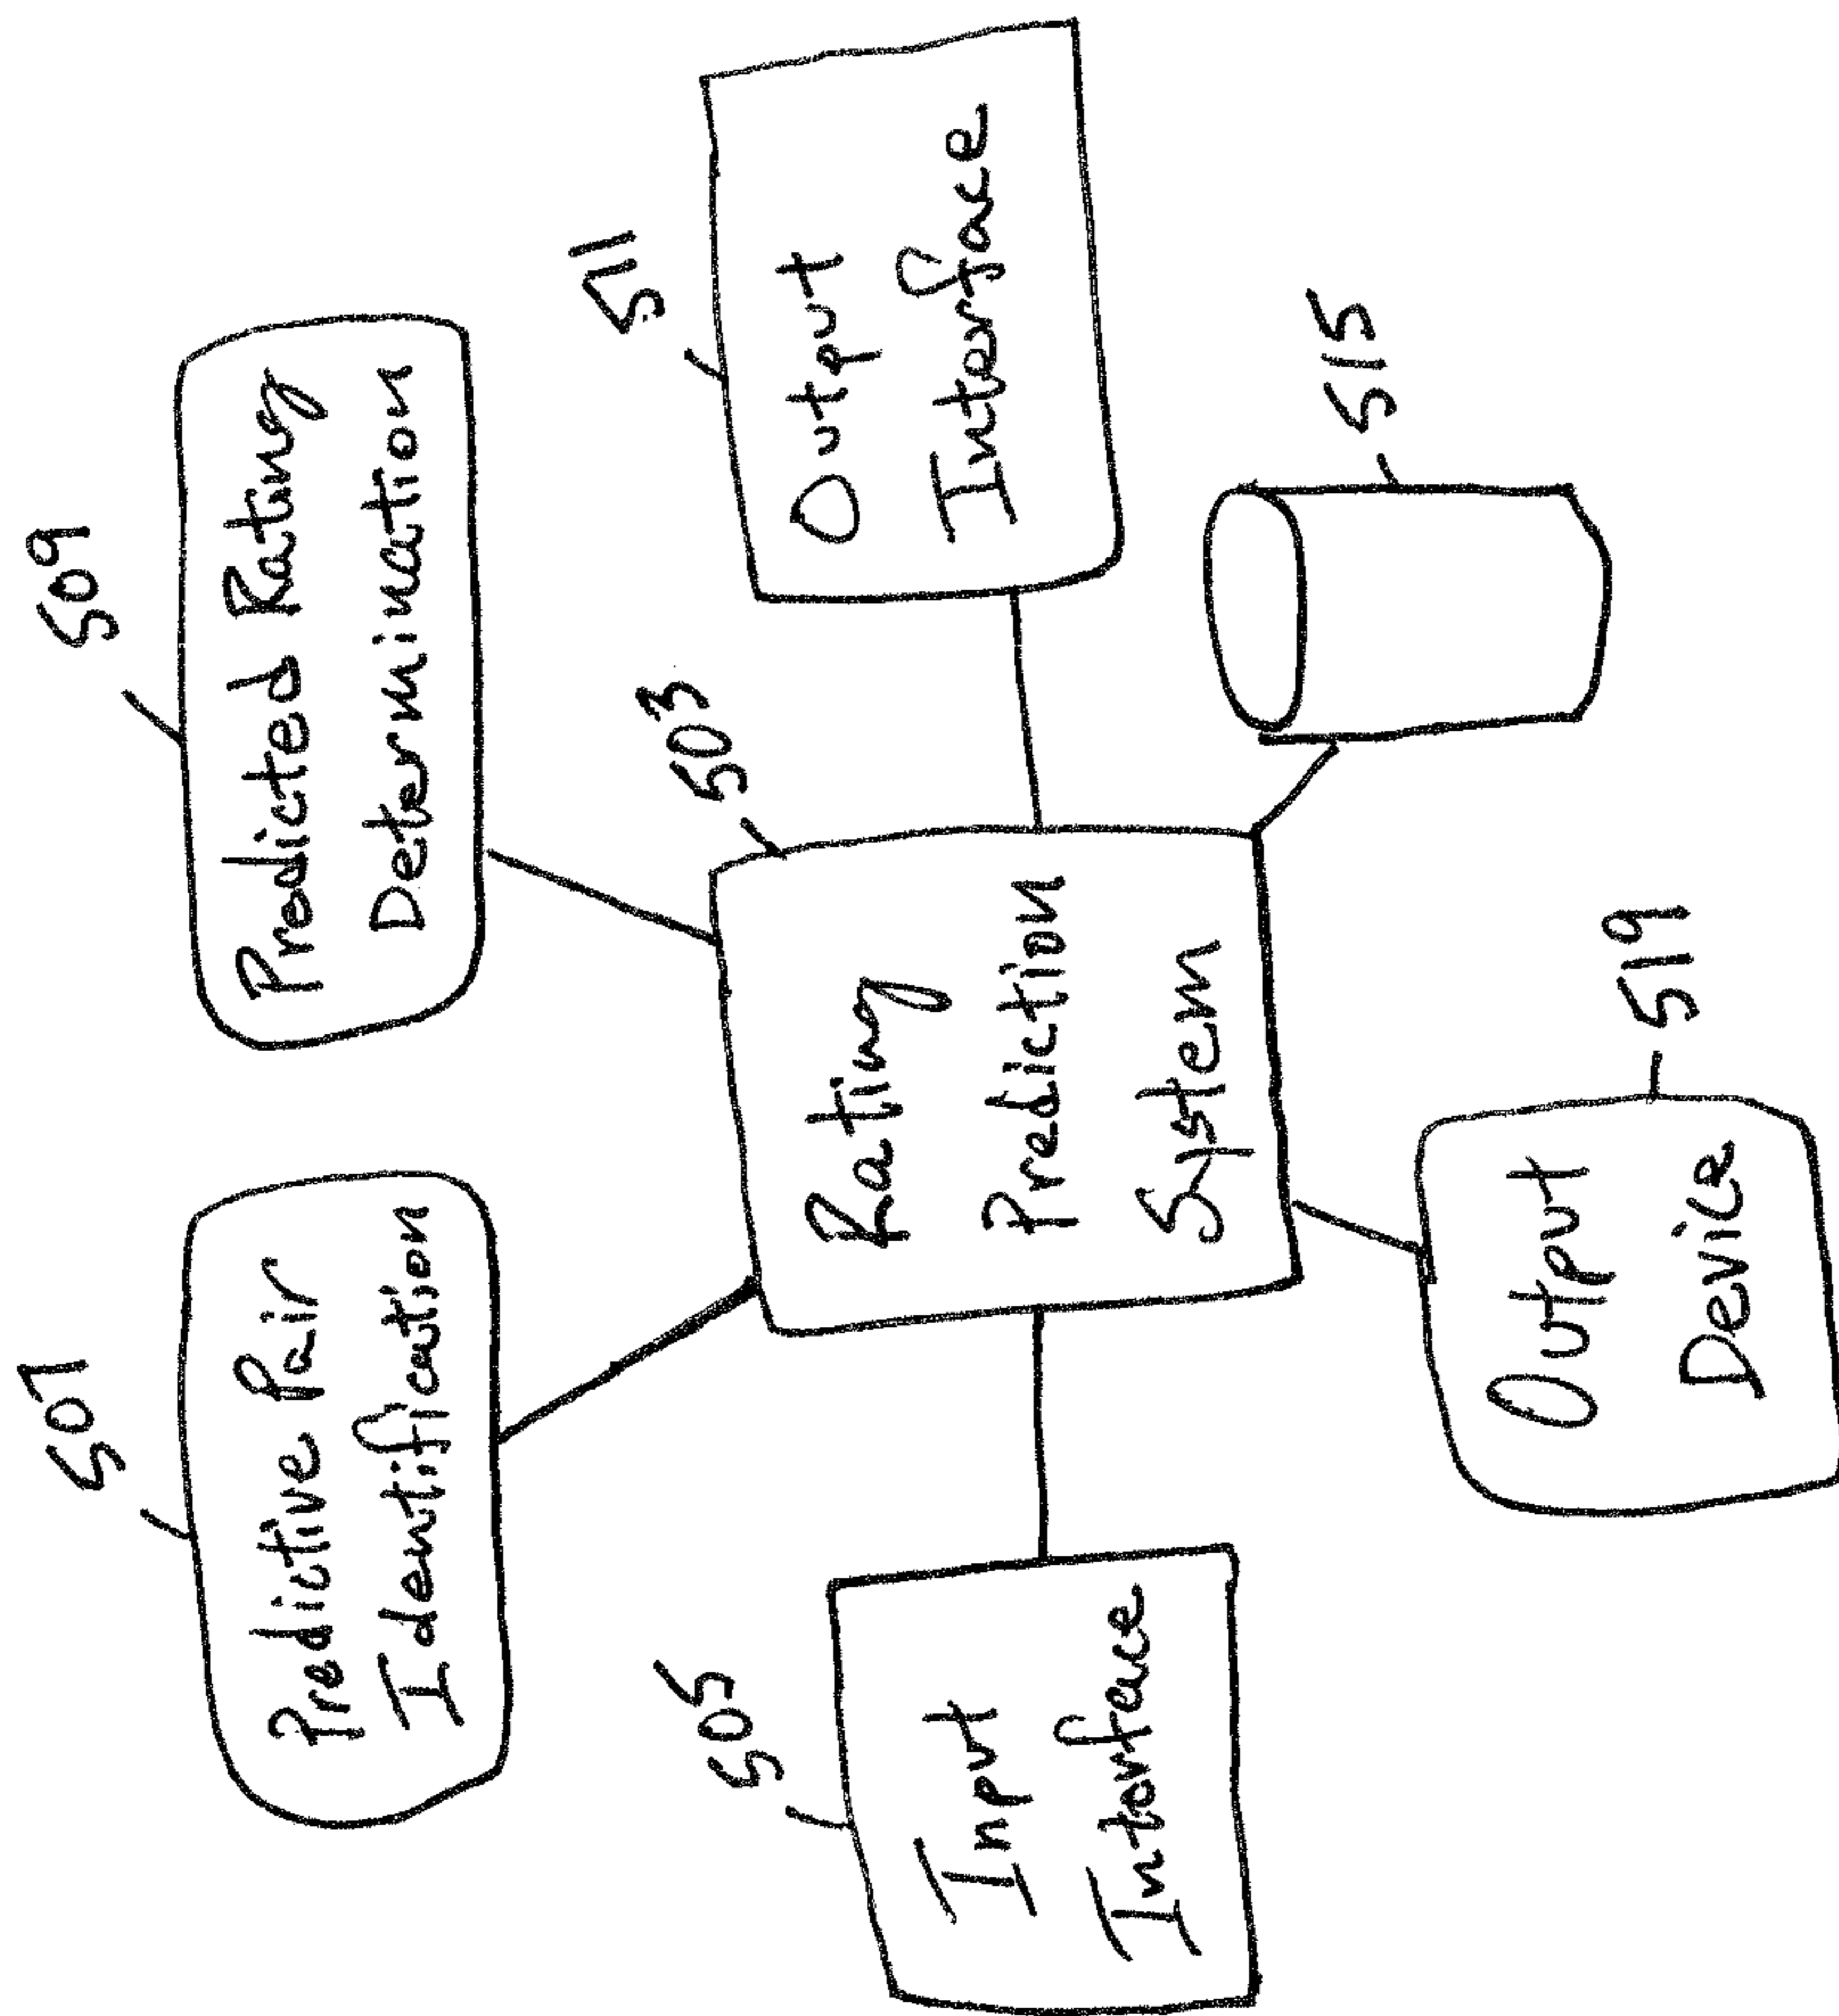 507
Predictive Pair
Identification
509
Predicted Rating
Determination
505
Input
Interface
503
Rating
Prediction
System
511
Output
Interface
519
Output
Device
515